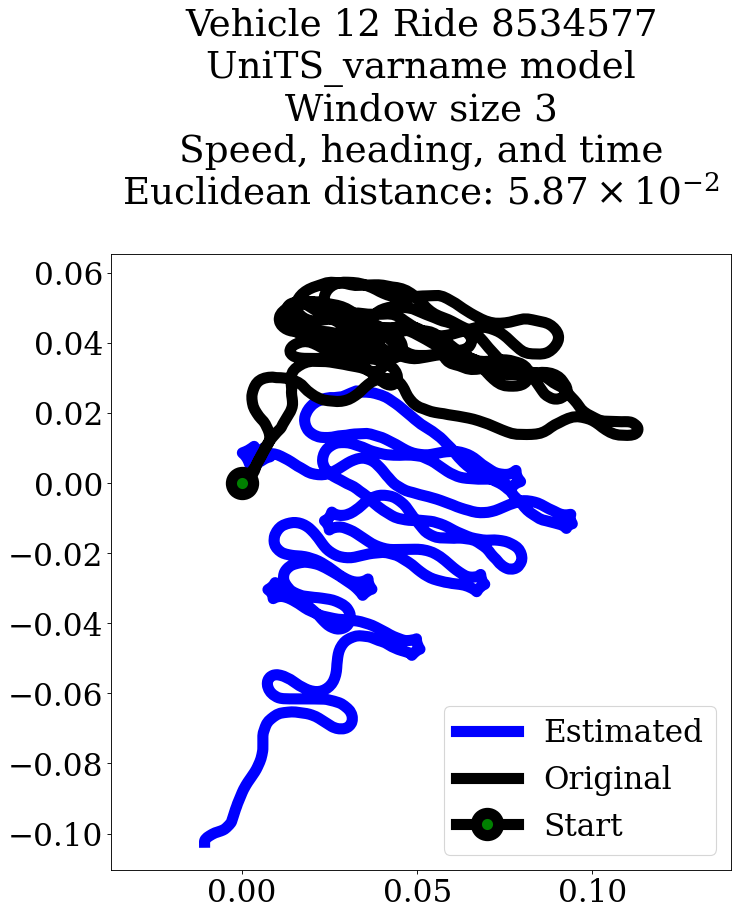 Vehicle 12 Ride 8534577
UniTS_varname model
Window size 3
Speed, heading, and time
Euclidean distance: 5.87 × 10⁻²
0.06
0.04
0.02
0.00
−0.02
−0.04
−0.06
−0.08
−0.10
0.00 0.05 0.10
Estimated
Original
Start